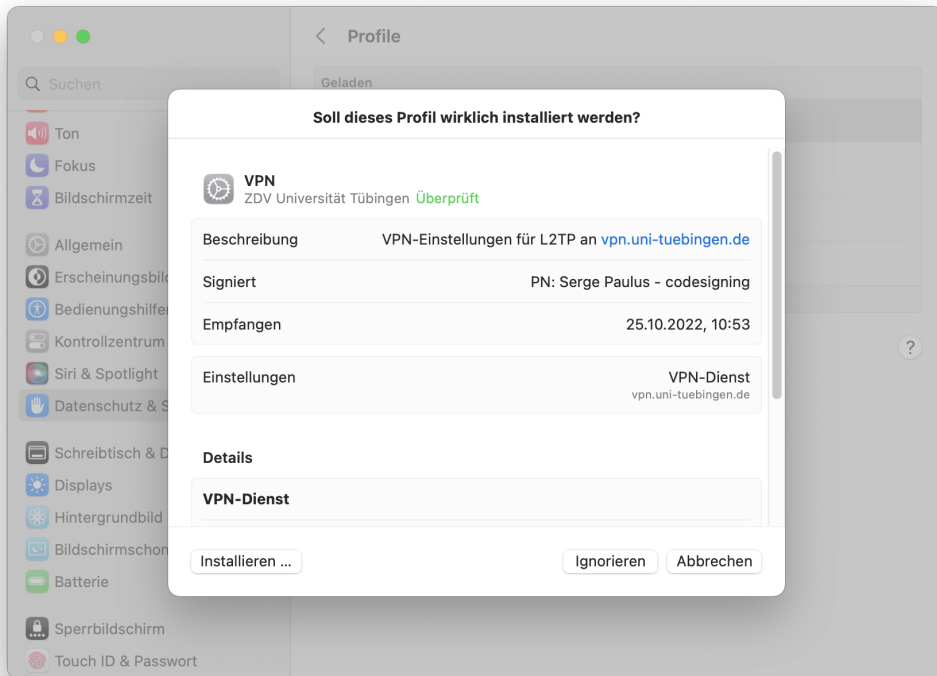 Profile
Suchen
Geladen
Ton
Fokus
Bildschirmzeit
Allgemein
Erscheinungsbild
Bedienungshilfe
Kontrollzentrum
Siri & Spotlight
Datenschutz & S
Schreibtisch & D
Displays
Hintergrundbild
Bildschirmschon
Batterie
Sperrbildschirm
Touch ID & Passwort
?
Soll dieses Profil wirklich installiert werden?
VPN
ZDV Universität Tübingen Überprüft
Beschreibung VPN-Einstellungen für L2TP an vpn.uni-tuebingen.de
Signiert PN: Serge Paulus - codesigning
Empfangen 25.10.2022, 10:53
Einstellungen VPN-Dienst
vpn.uni-tuebingen.de
Details
VPN-Dienst
Installieren ... Ignorieren Abbrechen